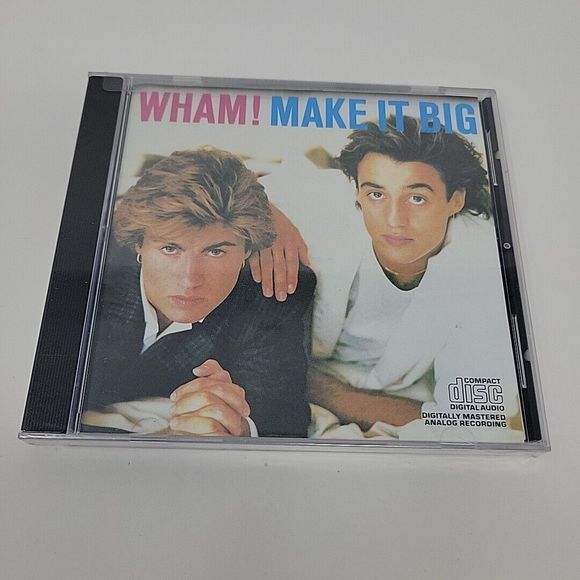 WHAM! MAKE IT BIG
COMPACT
disc
DIGITAL AUDIO
DIGITALLY MASTERED
ANALOG RECORDING